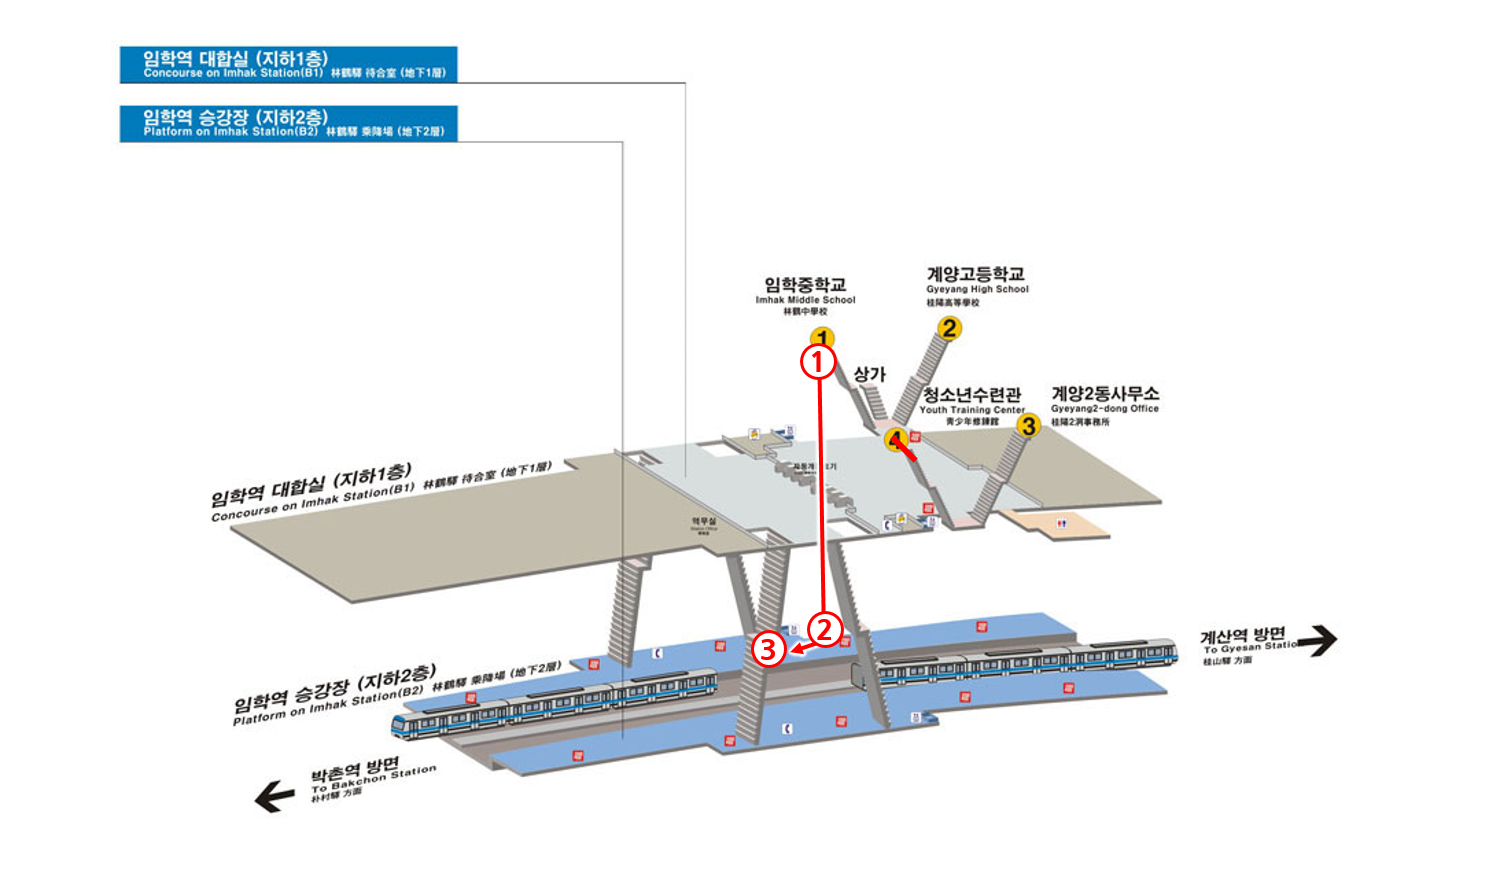 임학역 대합실 (지하1층)
Concourse on Imhak Station(B1) 林鶴驛 待合室 (地下1層)
임학역 승강장 (지하2층)
Platform on Imhak Station(B2) 林鶴驛 乘降場 (地下2層)
임학중학교
Imhak Middle School
林鶴中學校
계양고등학교
Gyeyang High School
桂陽高等學校
1
2
1
상가
청소년수련관
Youth Training Center
靑少年修鍊館
계양2동사무소
Gyeyang2-dong Office
桂陽2洞事務所
3
4
임학역 대합실 (지하1층)
Concourse on Imhak Station(B1) 林鶴驛 待合室 (地下1層)
역무실
Station Office
2
3
계산역 방면
To Gyesan Statio
桂山驛 方面
임학역 승강장 (지하2층)
Platform on Imhak Station(B2) 林鶴驛 乘降場 (地下2層)
박촌역 방면
To Bakchon Station
朴村驛 方面